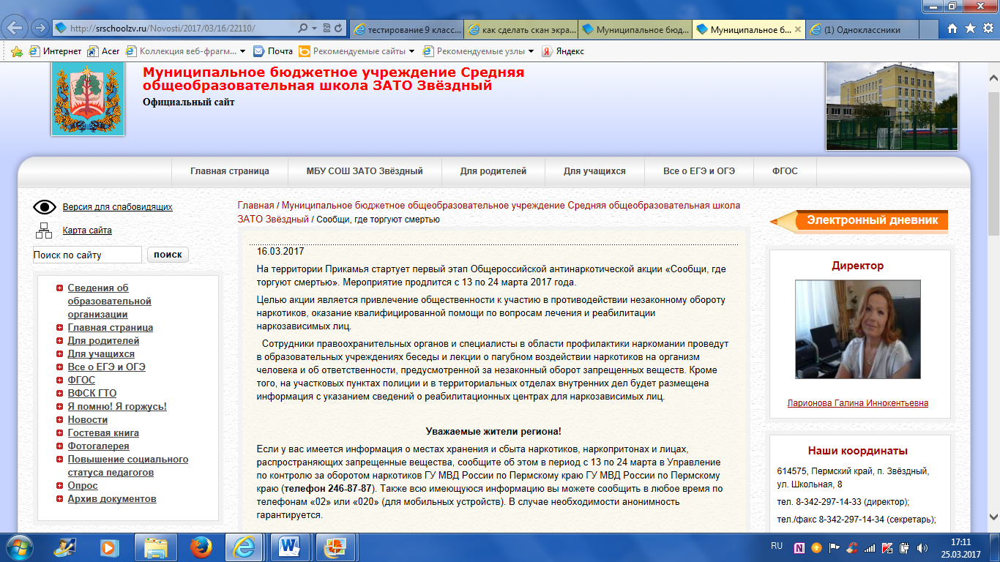 http://srschoolzv.ru/Novosti/2017/03/16/22110/
тестирование 9 класс...
как сделать скан экра...
Муниципальное бюд...
Муниципальное б...
(1) Одноклассники
Интернет
Acer
Коллекция веб-фрагм...
Почта
Рекомендуемые сайты
Рекомендуемые узлы
Яндекс
Муниципальное бюджетное учреждение Средняя
общеобразовательная школа ЗАТО Звёздный
Официальный сайт
Главная страница
МБУ СОШ ЗАТО Звёздный
Для родителей
Для учащихся
Все о ЕГЭ и ОГЭ
ФГОС
Версия для слабовидящих
Карта сайта
Поиск по сайту
ПОИСК
Сведения об
образовательной
организации
Главная страница
Для родителей
Для учащихся
Все о ЕГЭ и ОГЭ
ФГОС
ВФСК ГТО
Я помню! Я горжусь!
Новости
Гостевая книга
Фотогалерея
Повышение социального
статуса педагогов
Опрос
Архив документов
Главная / Муниципальное бюджетное общеобразовательное учреждение Средняя общеобразовательная школа
ЗАТО Звёздный / Сообщи, где торгуют смертью
16.03.2017
На территории Прикамья стартует первый этап Общероссийской антинаркотической акции «Сообщи, где
торгуют смертью». Мероприятие продлится с 13 по 24 марта 2017 года.
Целью акции является привлечение общественности к участию в противодействии незаконному обороту
наркотиков, оказание квалифицированной помощи по вопросам лечения и реабилитации
наркозависимых лиц.
Сотрудники правоохранительных органов и специалисты в области профилактики наркомании проведут
в образовательных учреждениях беседы и лекции о пагубном воздействии наркотиков на организм
человека и об ответственности, предусмотренной за незаконный оборот запрещенных веществ. Кроме
того, на участковых пунктах полиции и в территориальных отделах внутренних дел будет размещена
информация с указанием сведений о реабилитационных центрах для наркозависимых лиц.
Уважаемые жители региона!
Если у вас имеется информация о местах хранения и сбыта наркотиков, наркопритонах и лицах,
распространяющих запрещенные вещества, сообщите об этом в период с 13 по 24 марта в Управление
по контролю за оборотом наркотиков ГУ МВД России по Пермскому краю ГУ МВД России по Пермскому
краю (телефон 246-87-87). Также всю имеющуюся информацию вы можете сообщить в любое время по
телефонам «02» или «020» (для мобильных устройств). В случае необходимости анонимность
гарантируется.
Электронный дневник
Директор
Ларионова Галина Иннокентьевна
Наши координаты
614575, Пермский край, п. Звёздный,
ул. Школьная, 8
тел. 8-342-297-14-33 (директор);
тел./факс 8-342-297-14-34 (секретарь);
RU
17:11
25.03.2017